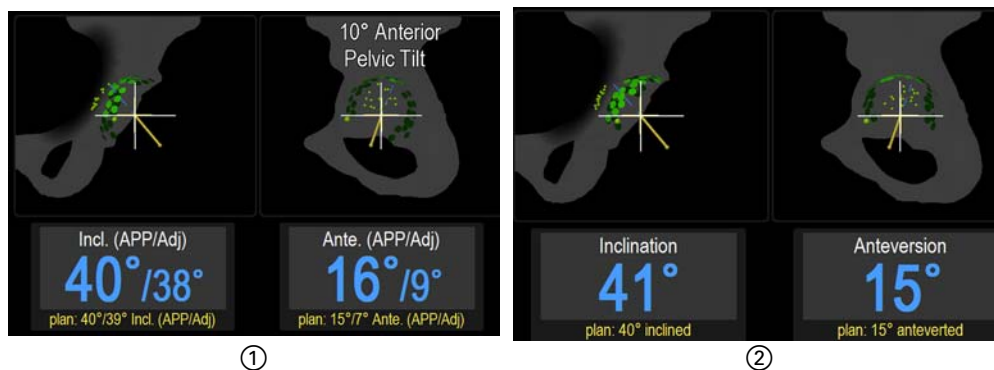 10° Anterior
Pelvic Tilt
Incl. (APP/Adj)
40°/38°
plan: 40°/39° Incl. (APP/Adj)
Ante. (APP/Adj)
16°/9°
plan: 15°/7° Ante. (APP/Adj)
①
Inclination
41°
plan: 40° inclined
Anteversion
15°
plan: 15° anteverted
②